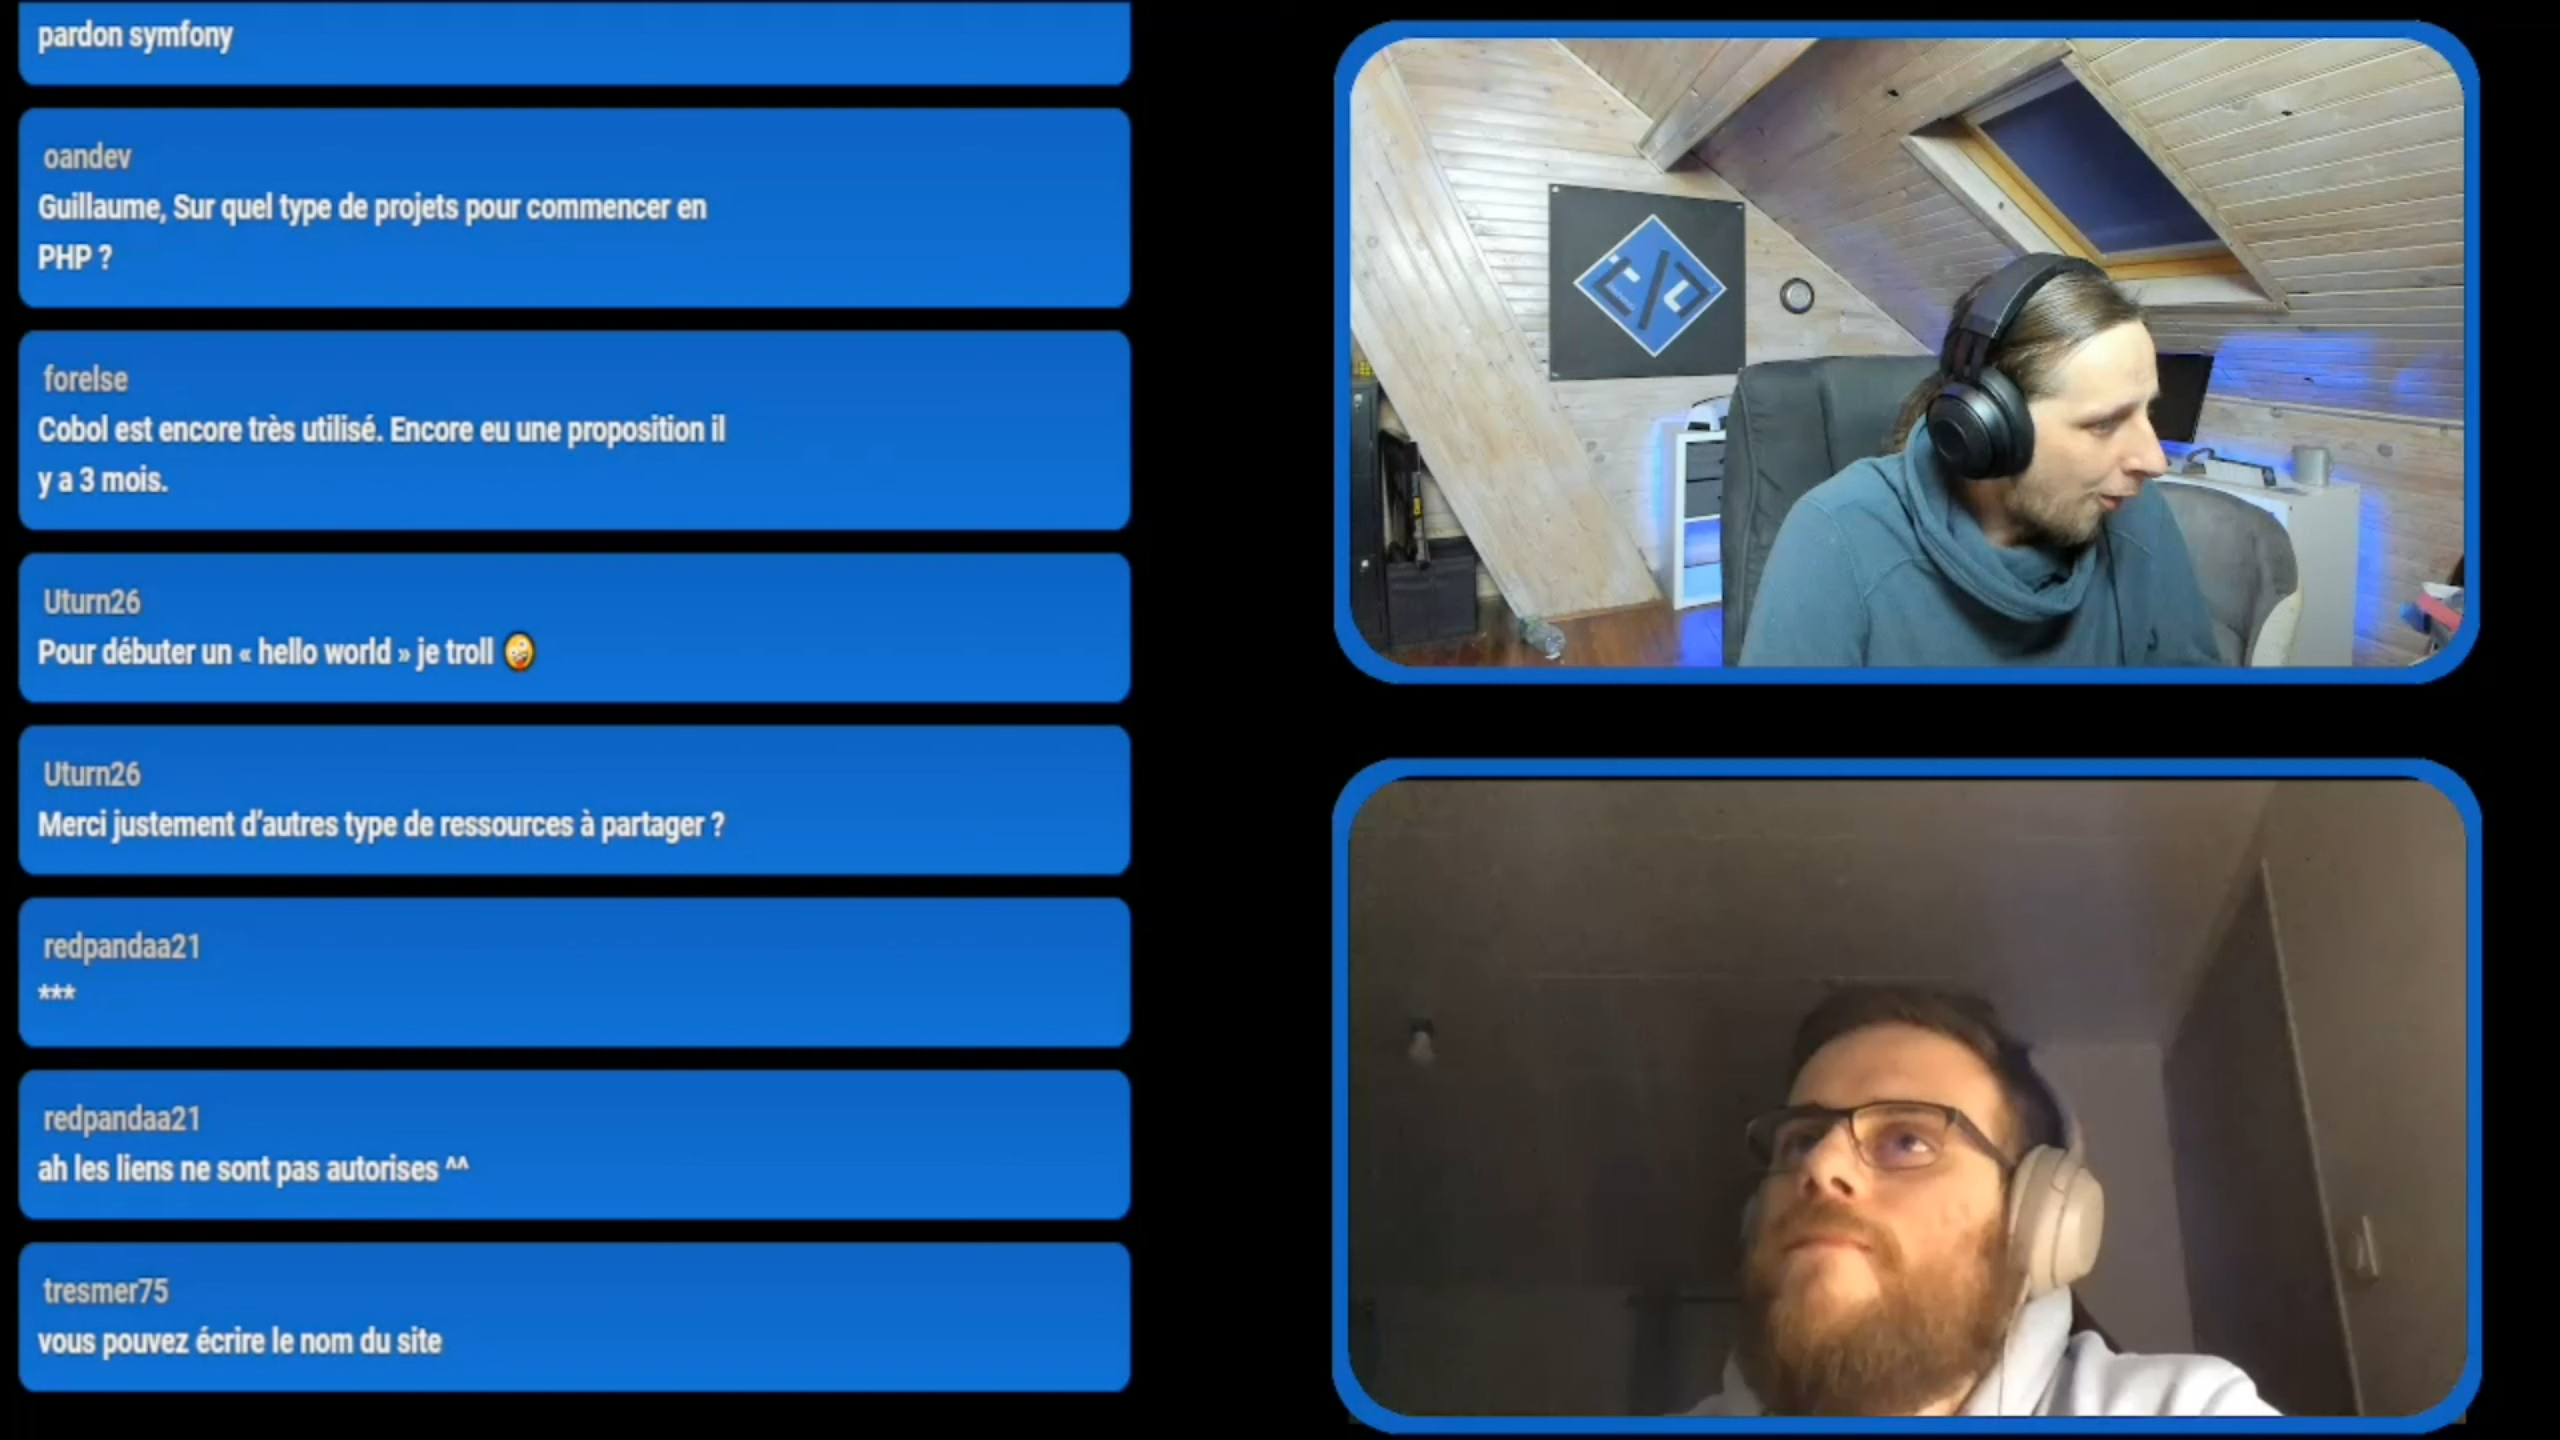 pardon symfony
oandev
Guillaume, Sur quel type de projets pour commencer en
PHP ?
forelse
Cobol est encore très utilisé. Encore eu une proposition il
y a 3 mois.
Uturn26
Pour débuter un « hello world » je troll 🤪
Uturn26
Merci justement d'autres type de ressources à partager ?
redpandaa21
***
redpandaa21
ah les liens ne sont pas autorises ^^
tresmer75
vous pouvez écrire le nom du site